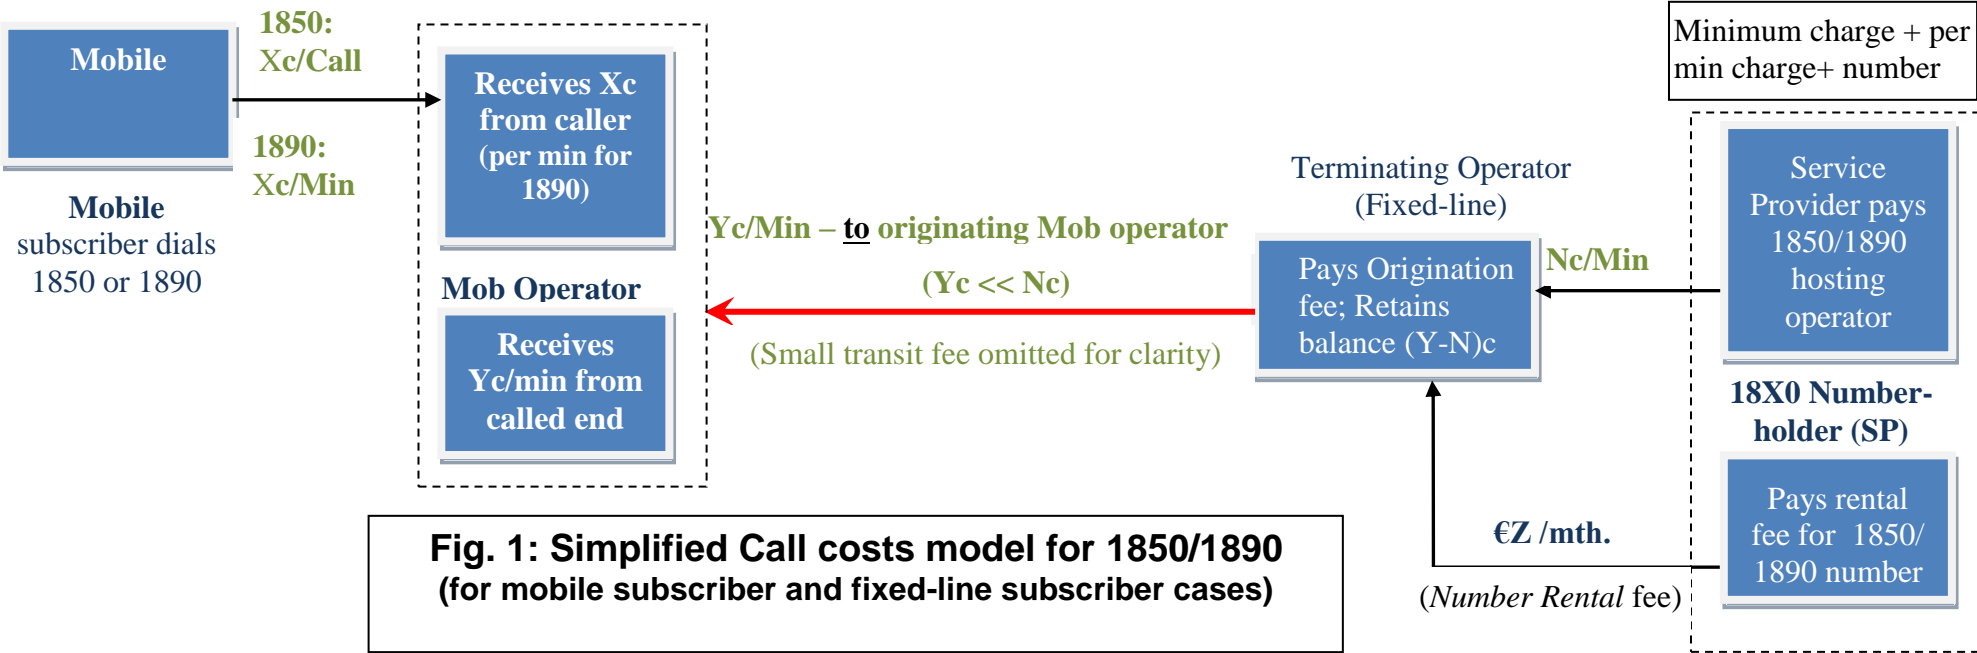 Mobile
Mobile
subscriber dials
1850 or 1890
1850:
Xc/Call
1890:
Xc/Min
Receives Xc
from caller
(per min for
1890)
Mob Operator
Receives
Yc/min from
called end
Yc/Min – to originating Mob operator
(Yc << Nc)
(Small transit fee omitted for clarity)
Terminating Operator
(Fixed-line)
Pays Origination
fee; Retains
balance (Y-N)c
Nc/Min
Minimum charge + per
min charge+ number
Service
Provider pays
1850/1890
hosting
operator
18X0 Number-
holder (SP)
Pays rental
fee for 1850/
1890 number
€Z /mth.
(Number Rental fee)
Fig. 1: Simplified Call costs model for 1850/1890
(for mobile subscriber and fixed-line subscriber cases)